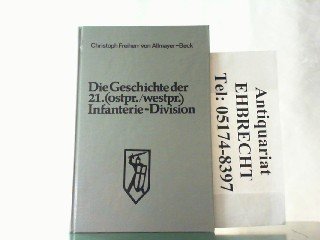 Christoph Freiherr von Allmayer-Beck
Die Geschichte der
21.(ostpr./westpr.)
Infanterie-Division
Antiquariat
EHBRECHT
Tel: 05174-8397